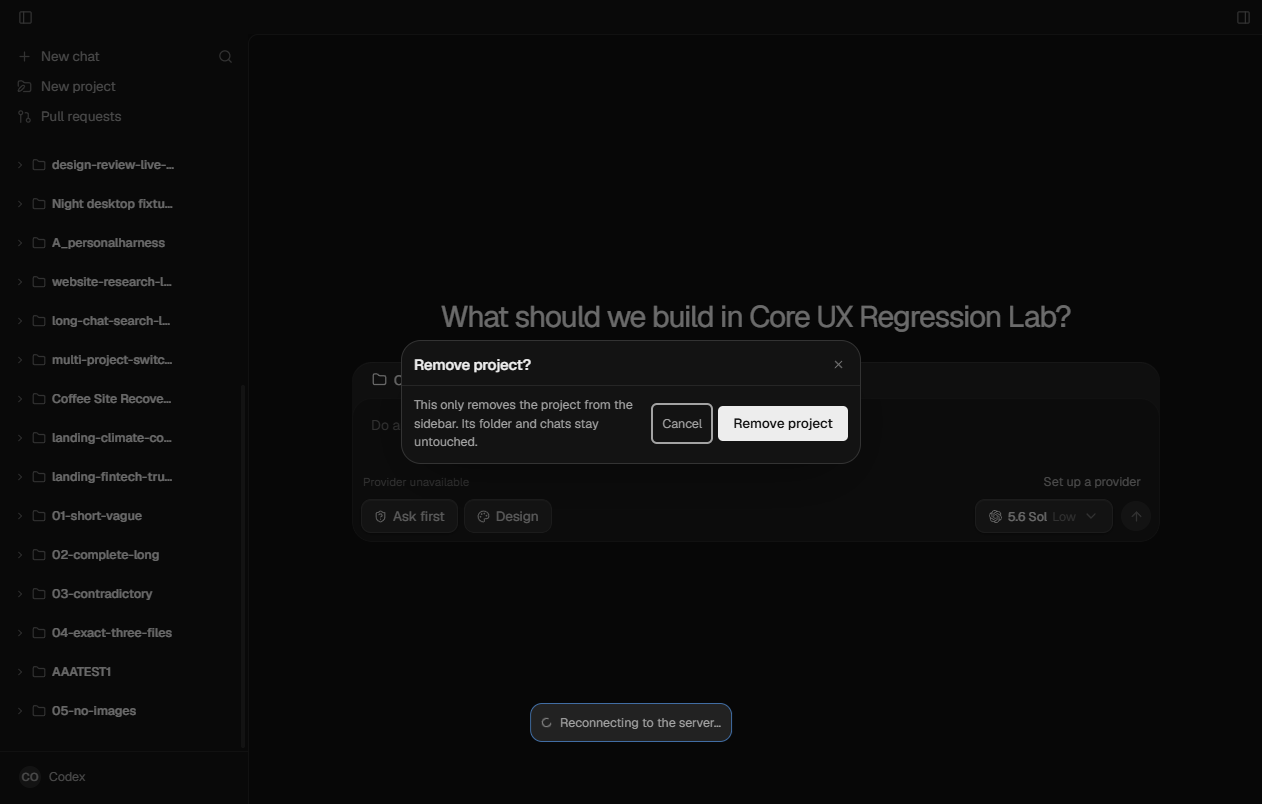 New chat
New project
Pull requests
design-review-live-...
Night desktop fixtu...
A_personalharness
website-research-l...
long-chat-search-l...
multi-project-switc...
Coffee Site Recove...
landing-climate-co...
landing-fintech-tru...
01-short-vague
02-complete-long
03-contradictory
04-exact-three-files
AAATEST1
05-no-images
CO Codex
What should we build in Core UX Regression Lab?
Remove project?
This only removes the project from the
sidebar. Its folder and chats stay
untouched.
Cancel
Remove project
Do a
Provider unavailable
Set up a provider
Ask first
Design
5.6 Sol Low
Reconnecting to the server...